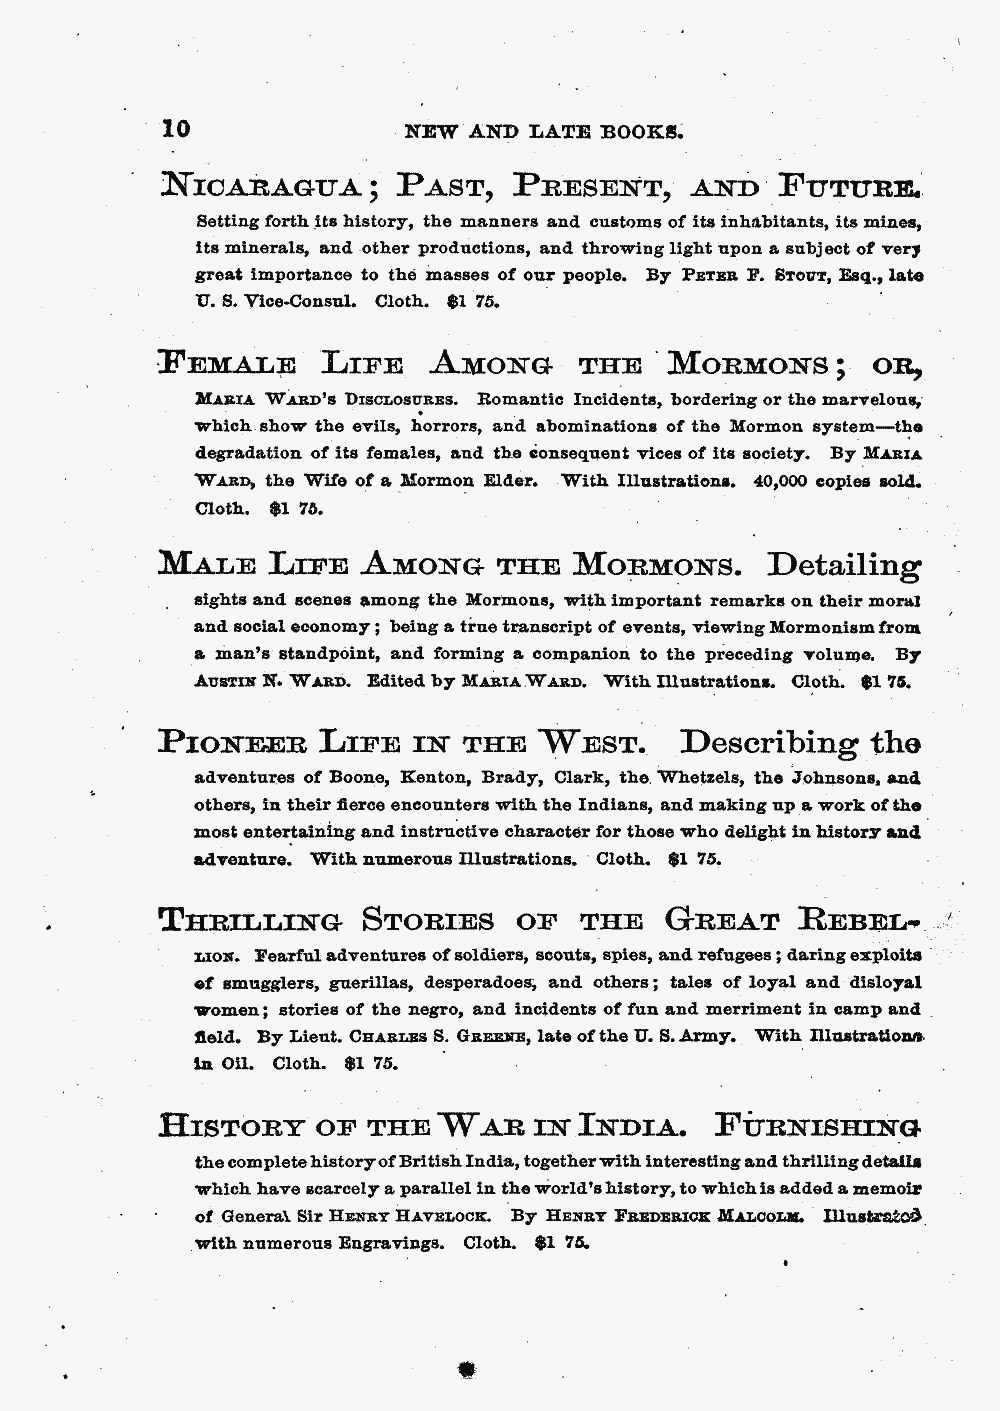 10 NEW AND LATE BOOKS.
NICARAGUA; PAST, PRESENT, AND FUTURE.
Setting forth its history, the manners and customs of its inhabitants, its mines,
its minerals, and other productions, and throwing light upon a subject of very
great importance to the masses of our people. By PETER F. STOUT, Esq., late
U. S. Vice-Consul. Cloth. $1 75.
FEMALE LIFE AMONG THE MORMONS; OR,
MARIA WARD'S DISCLOSURES. Romantic Incidents, bordering or the marvelous,
which show the evils, horrors, and abominations of the Mormon system—the
degradation of its females, and the consequent vices of its society. By MARIA
WARD, the Wife of a Mormon Elder. With Illustrations. 40,000 copies sold.
Cloth. $1 75.
MALE LIFE AMONG THE MORMONS. Detailing
sights and scenes among the Mormons, with important remarks on their moral
and social economy; being a true transcript of events, viewing Mormonism from
a man's standpoint, and forming a companion to the preceding volume. By
AUSTIN N. WARD. Edited by MARIA WARD. With Illustrations. Cloth. $1 75.
PIONEER LIFE IN THE WEST. Describing the
adventures of Boone, Kenton, Brady, Clark, the Whetzels, the Johnsons, and
others, in their fierce encounters with the Indians, and making up a work of the
most entertaining and instructive character for those who delight in history and
adventure. With numerous Illustrations. Cloth. $1 75.
THRILLING STORIES OF THE GREAT REBEL-
LION. Fearful adventures of soldiers, scouts, spies, and refugees; daring exploits
of smugglers, guerillas, desperadoes, and others; tales of loyal and disloyal
women; stories of the negro, and incidents of fun and merriment in camp and
field. By Lieut. CHARLES S. GREENE, late of the U. S. Army. With Illustrations
in Oil. Cloth. $1 75.
HISTORY OF THE WAR IN INDIA. FURNISHING
the complete history of British India, together with interesting and thrilling details
which have scarcely a parallel in the world's history, to which is added a memoir
of General Sir HENRY HAVELOCK. By HENRY FREDERICK MALCOLM. Illustrated
with numerous Engravings. Cloth. $1 75.